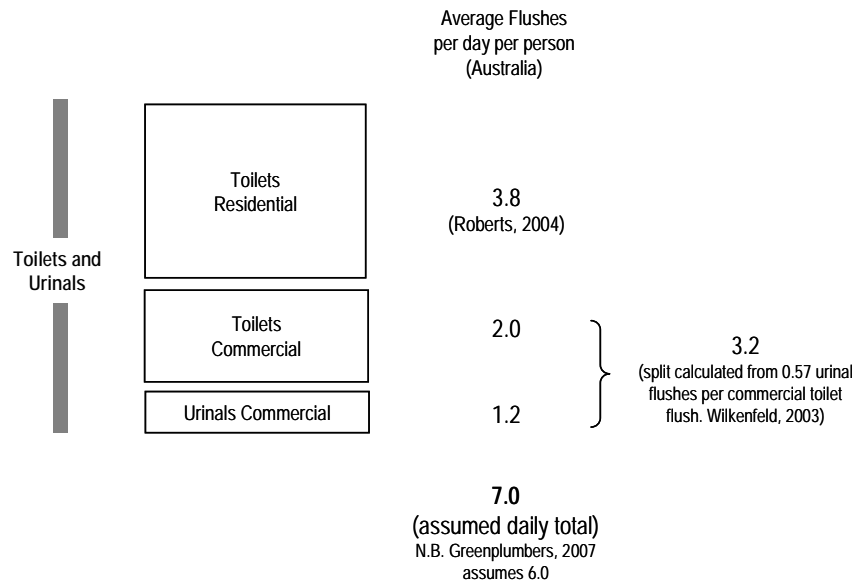 Average Flushes
per day per person
(Australia)
Toilets and
Urinals
Toilets
Residential
3.8
(Roberts, 2004)
Toilets
Commercial
2.0
Urinals Commercial
1.2
3.2
(split calculated from 0.57 urinal
flushes per commercial toilet
flush. Wilkenfeld, 2003)
7.0
(assumed daily total)
N.B. Greenplumbers, 2007
assumes 6.0